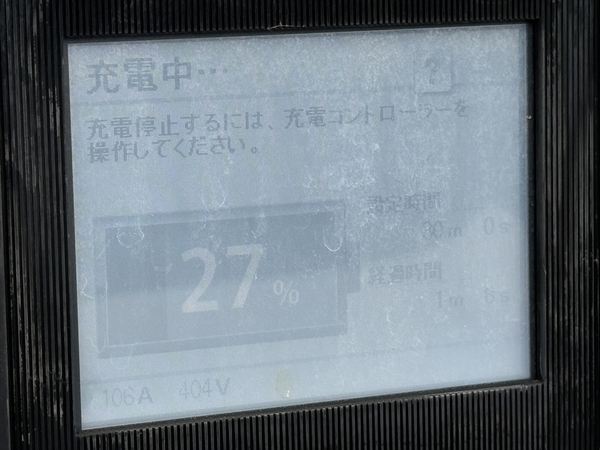 充電中… ?
充電停止するには、充電コントローラーを
操作してください。
設定時間
30m 0s
27%
経過時間
1m 6s
106A 404V